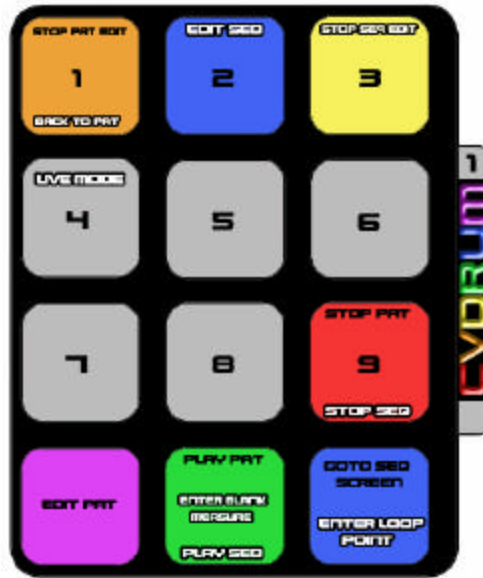 STOP PAT EDIT
1
BACK TO PAT
EDIT SEQ
2
STOP SEQ EDIT
3
LIVE MODE
4
5
6
7
8
STOP PAT
9
STOP SEQ
EDIT PAT
PLAY PAT
ENTER BLANK
MEASURE
PLAY SEQ
GOTO SEQ
SCREEN
ENTER LOOP
POINT
1
CVDRUM